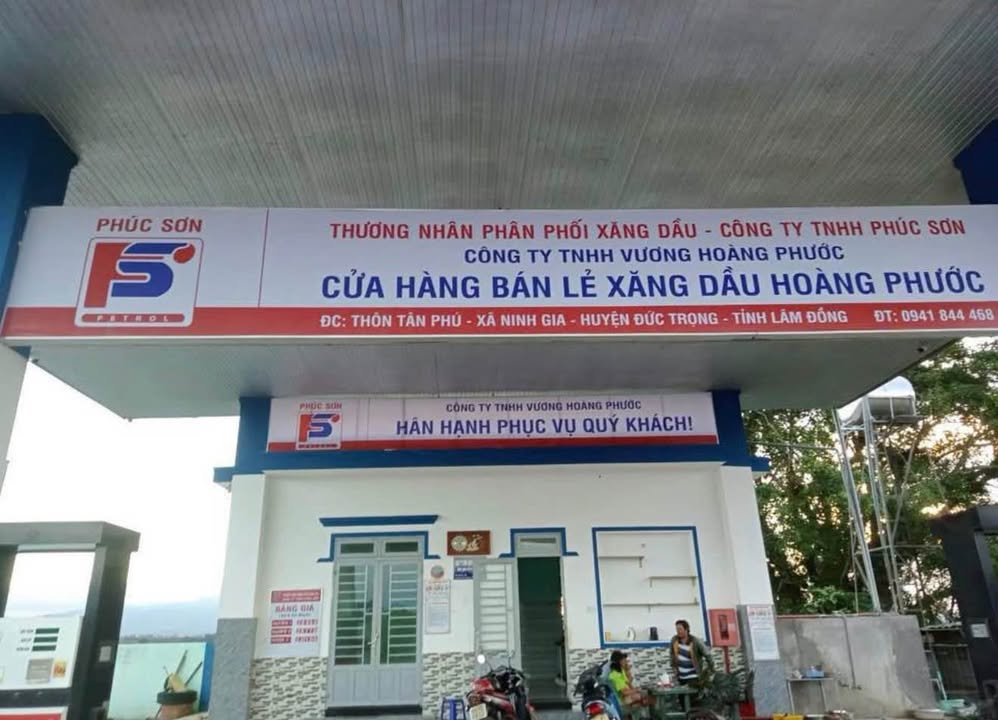 PHÚC SƠN
FS
PETROL
THƯƠNG NHÂN PHÂN PHỐI XĂNG DẦU - CÔNG TY TNHH PHÚC SƠN
CÔNG TY TNHH VƯƠNG HOÀNG PHƯỚC
CỬA HÀNG BÁN LẺ XĂNG DẦU HOÀNG PHƯỚC
ĐC: THÔN TÂN PHÚ - XÃ NINH GIA - HUYỆN ĐỨC TRỌNG - TỈNH LÂM ĐỒNG ĐT: 0941 844 468
PHÚC SƠN
FS
CÔNG TY TNHH VƯƠNG HOÀNG PHƯỚC
HÂN HẠNH PHỤC VỤ QUÝ KHÁCH!
BẢNG GIÁ